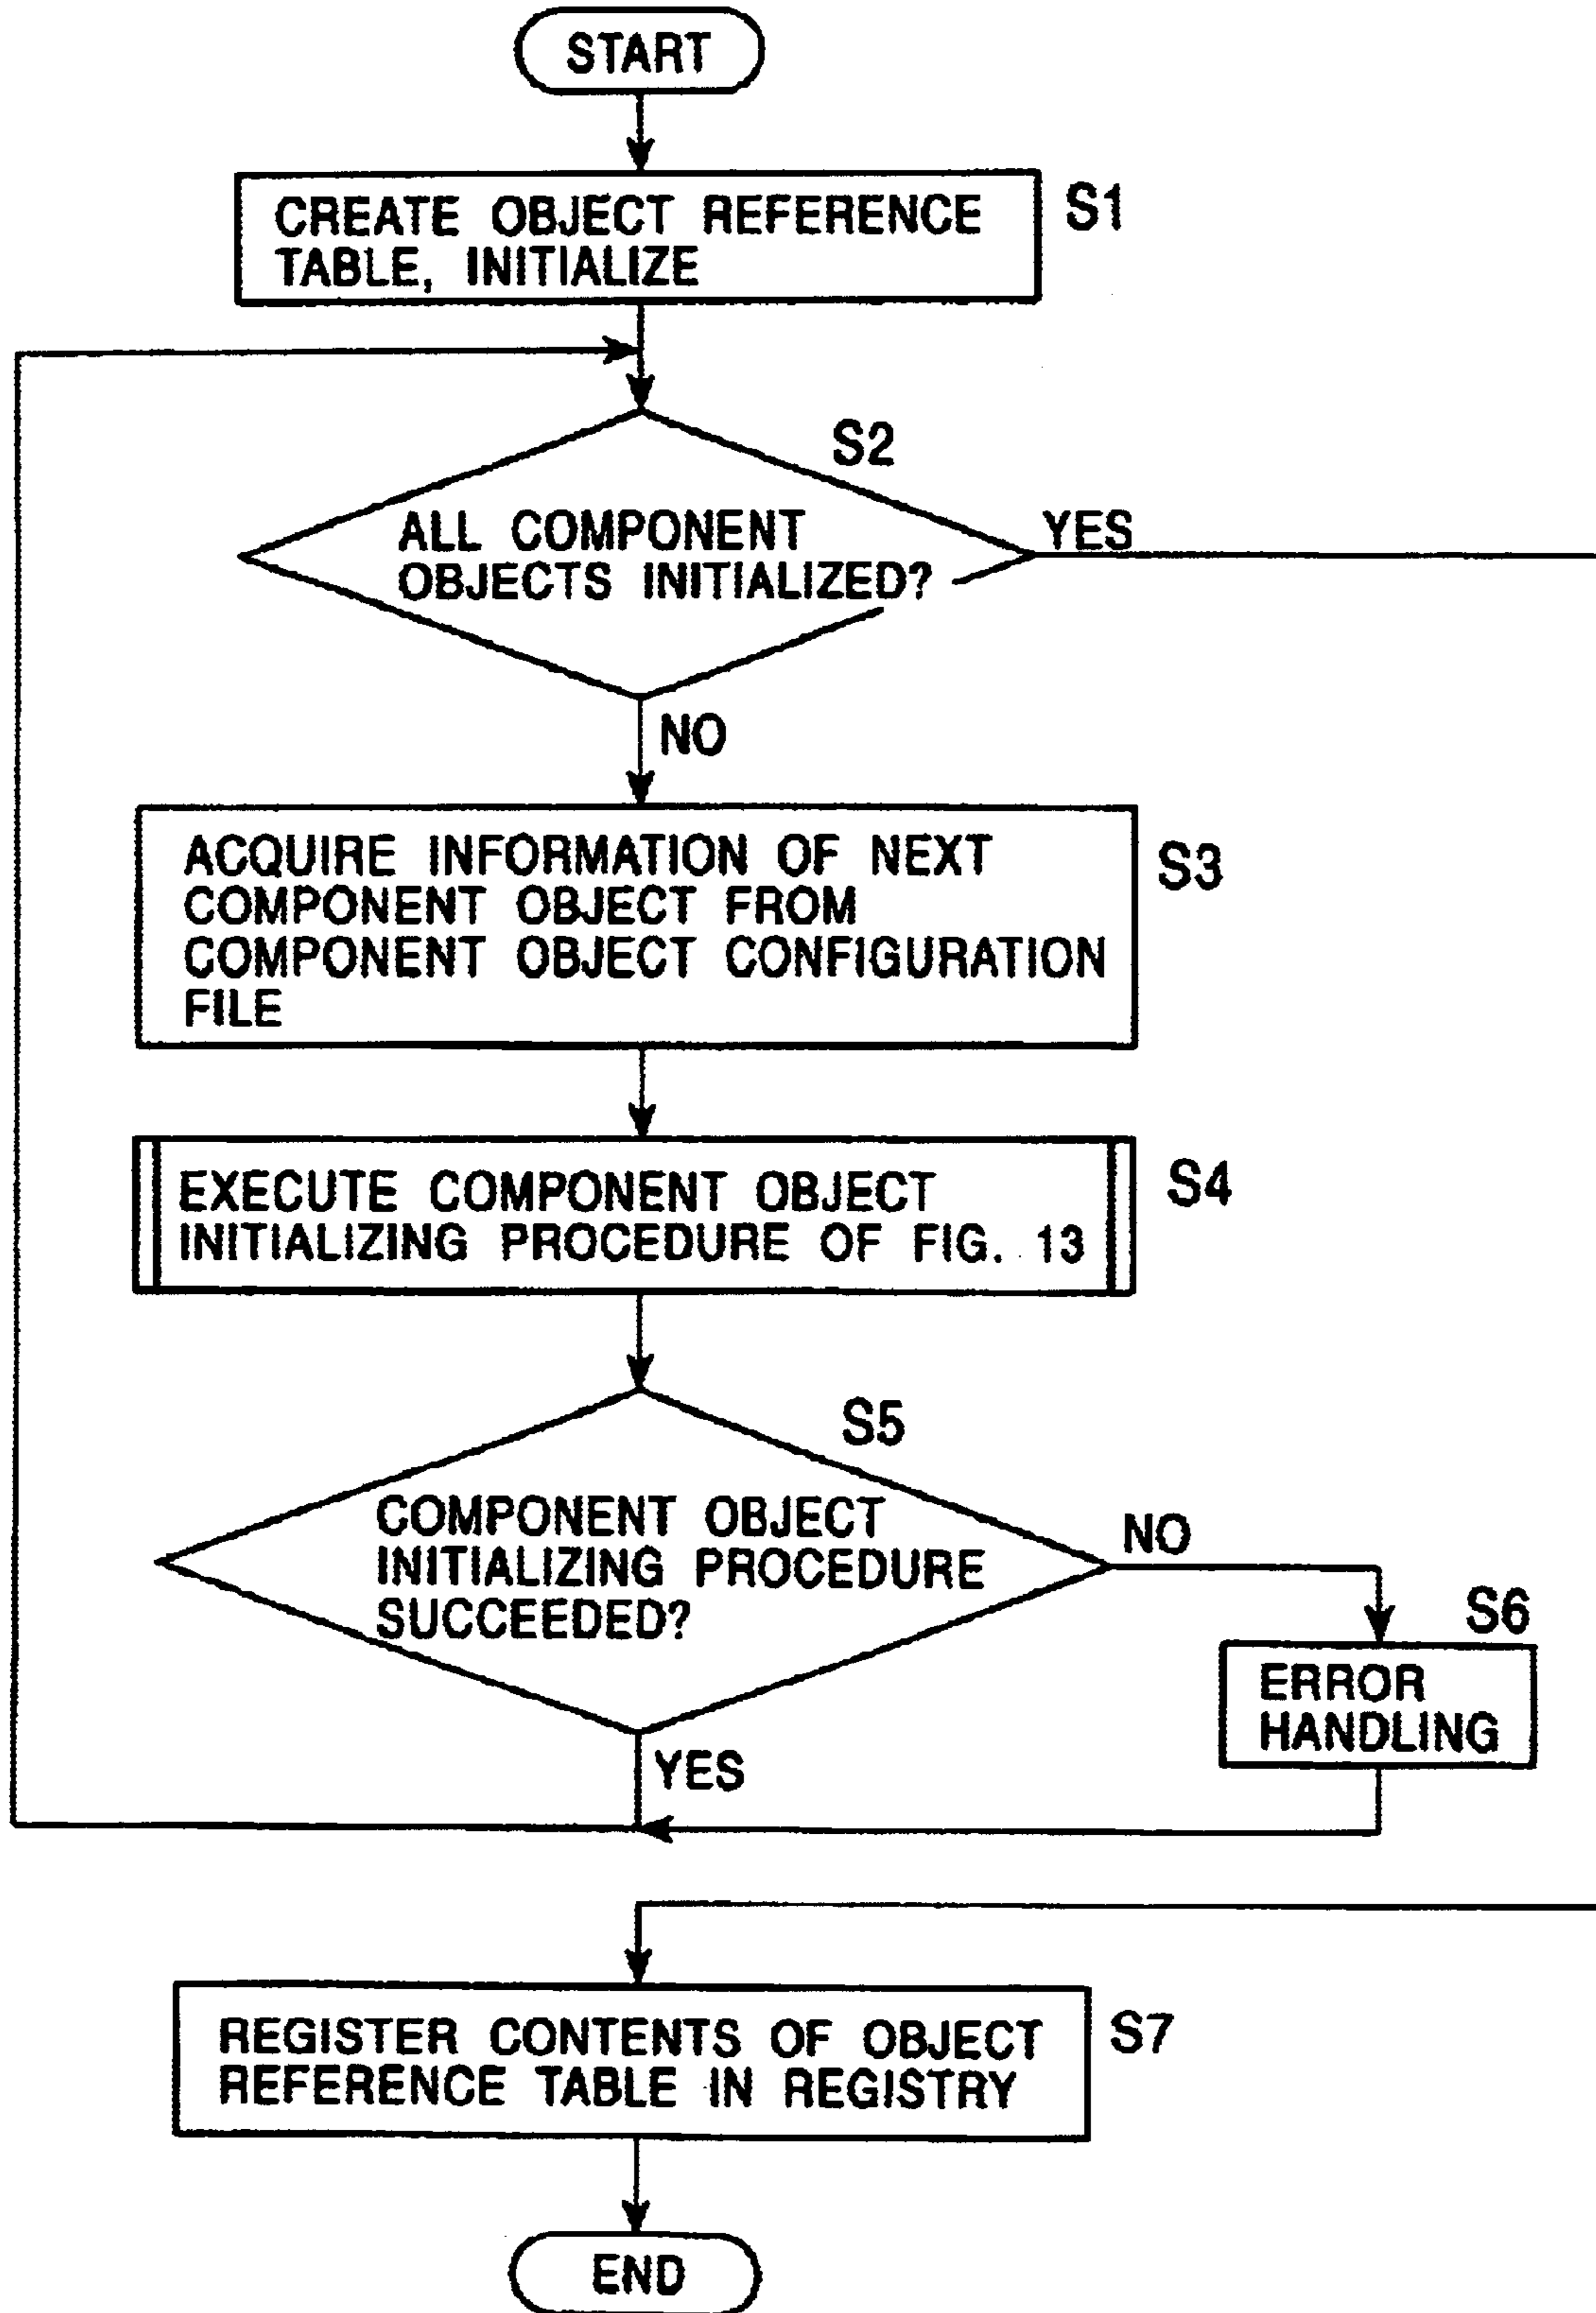 START
CREATE OBJECT REFERENCE
TABLE, INITIALIZE
S1
S2
ALL COMPONENT
OBJECTS INITIALIZED?
YES
NO
ACQUIRE INFORMATION OF NEXT
COMPONENT OBJECT FROM
COMPONENT OBJECT CONFIGURATION
FILE
S3
EXECUTE COMPONENT OBJECT
INITIALIZING PROCEDURE OF FIG. 13
S4
S5
COMPONENT OBJECT
INITIALIZING PROCEDURE
SUCCEEDED?
NO
S6
ERROR
HANDLING
YES
REGISTER CONTENTS OF OBJECT
REFERENCE TABLE IN REGISTRY
S7
END